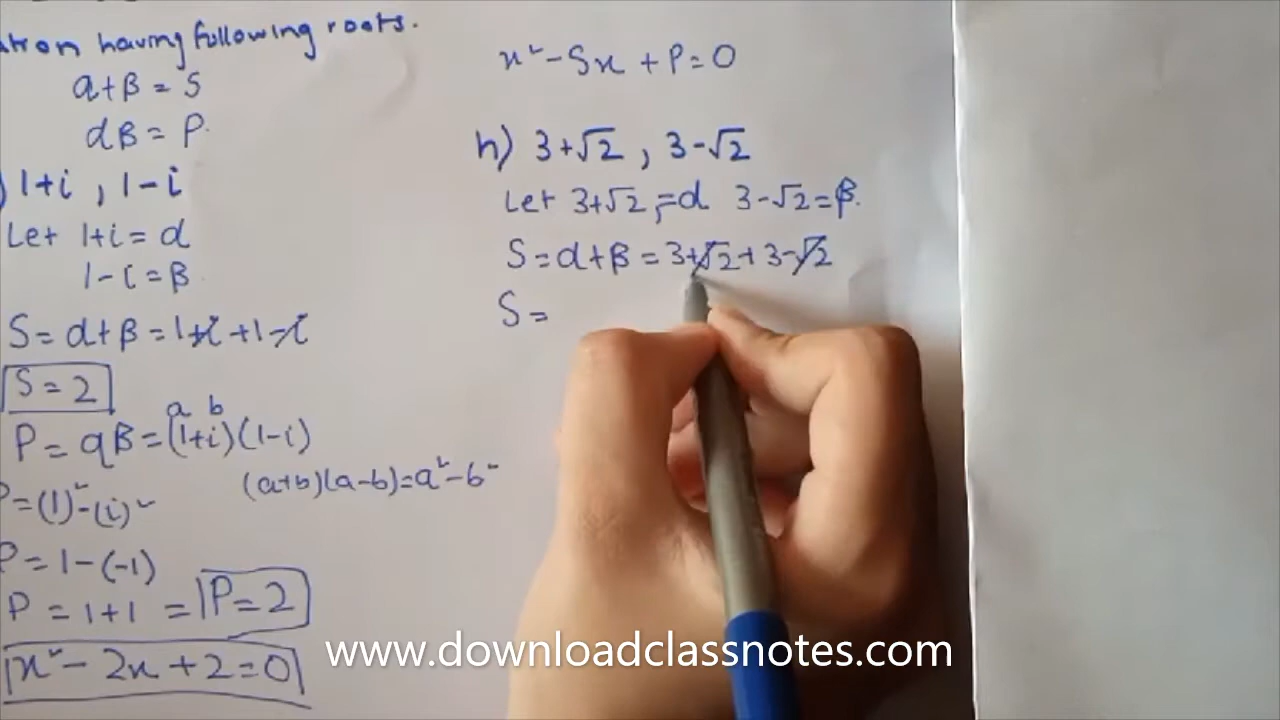 having following roots.
α+β = S
αβ = P.
1+i , 1-i
Let 1+i = α
1-i = β
S = α+β = 1+i+1-i
S = 2
P = αβ = (1+i)(1-i)
a b
(a+b)(a-b)=a²-b²
P=(1)²-(i)²
P = 1-(-1)
P = 1+1 = P=2
x²-2x+2=0
x²-Sx+P=0
h) 3+√2 , 3-√2
Let 3+√2 = α 3-√2=β.
S = α+β = 3+√2+3-√2
S =
www.downloadclassnotes.com